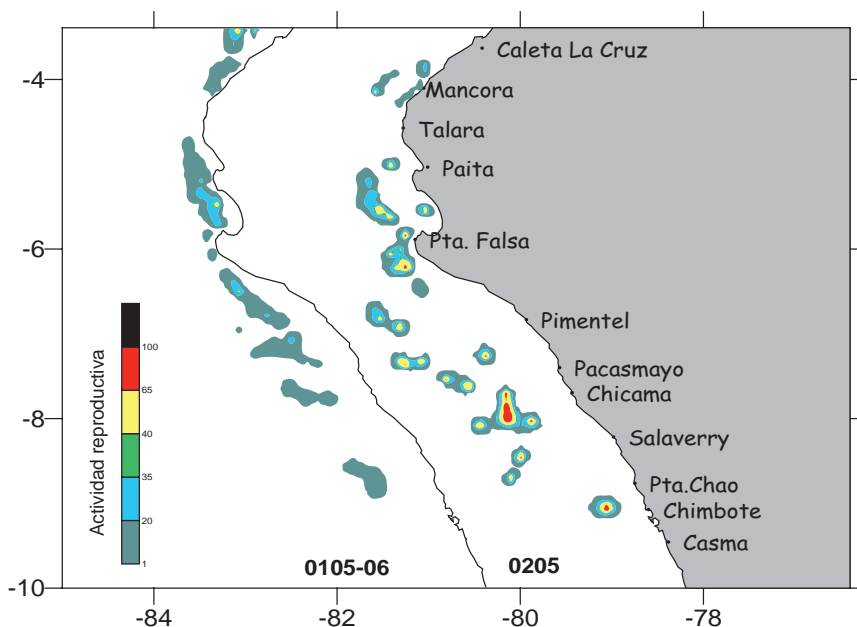 -4
-6
-8
-10
-84
-82
-80
-78
Caleta La Cruz
Mancora
Talara
Paita
Pta. Falsa
Pimentel
Pacasmayo
Chicama
Salaverry
Pta.Chao
Chimbote
Casma
Actividad reproductiva
100
65
40
35
20
1
0105-06
0205